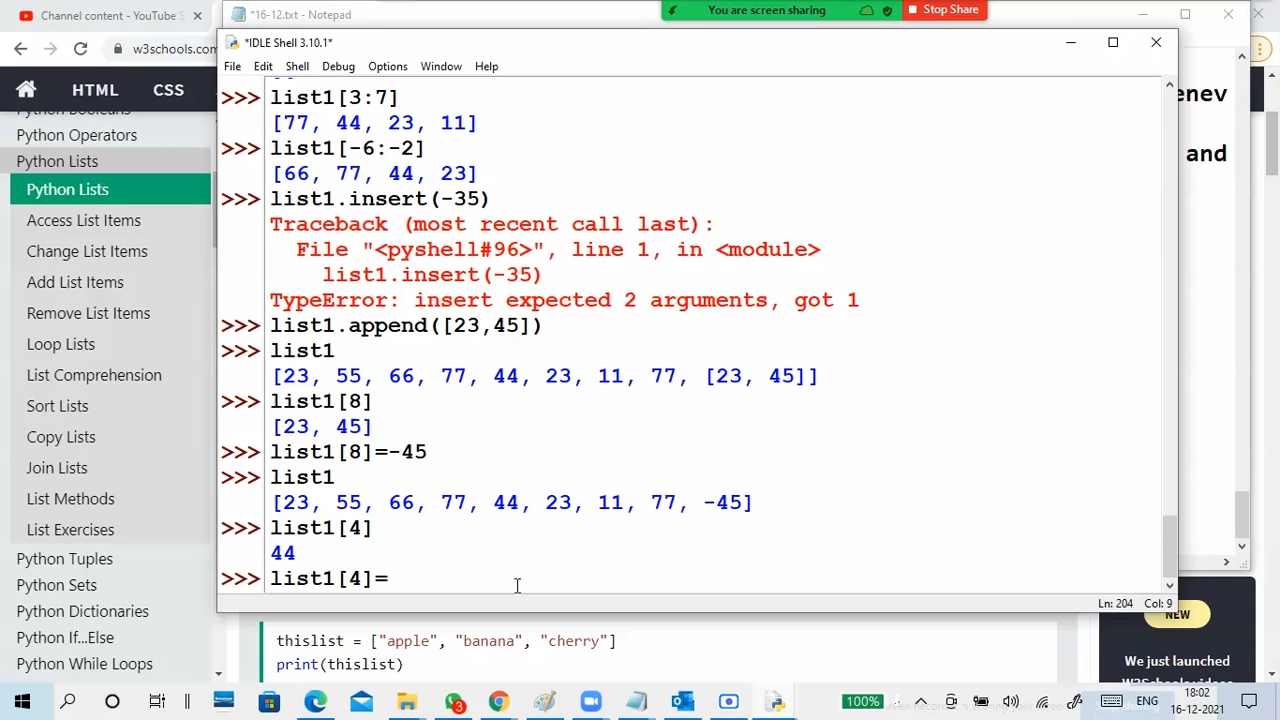 Channel content - YouTube
*16-12.txt - Notepad
You are screen sharing
Stop Share
w3schools.com
*IDLE Shell 3.10.1*
HTML
CSS
File Edit Shell Debug Options Window Help
Python Operators
Python Lists
Python Lists
Access List Items
Change List Items
Add List Items
Remove List Items
Loop Lists
List Comprehension
Sort Lists
Copy Lists
Join Lists
List Methods
List Exercises
Python Tuples
Python Sets
Python Dictionaries
Python If...Else
Python While Loops
>>> list1[3:7]
[77, 44, 23, 11]
>>> list1[-6:-2]
[66, 77, 44, 23]
>>> list1.insert(-35)
Traceback (most recent call last):
File "<pyshell#96>", line 1, in <module>
list1.insert(-35)
TypeError: insert expected 2 arguments, got 1
>>> list1.append([23,45])
>>> list1
[23, 55, 66, 77, 44, 23, 11, 77, [23, 45]]
>>> list1[8]
[23, 45]
>>> list1[8]=-45
>>> list1
[23, 55, 66, 77, 44, 23, 11, 77, -45]
>>> list1[4]
44
>>> list1[4]=
Ln: 204 Col: 9
enev
and
thislist = ["apple", "banana", "cherry"]
print(thislist)
NEW
We just launched
W3Schools videos
3
100%
ENG
18:02
16-12-2021